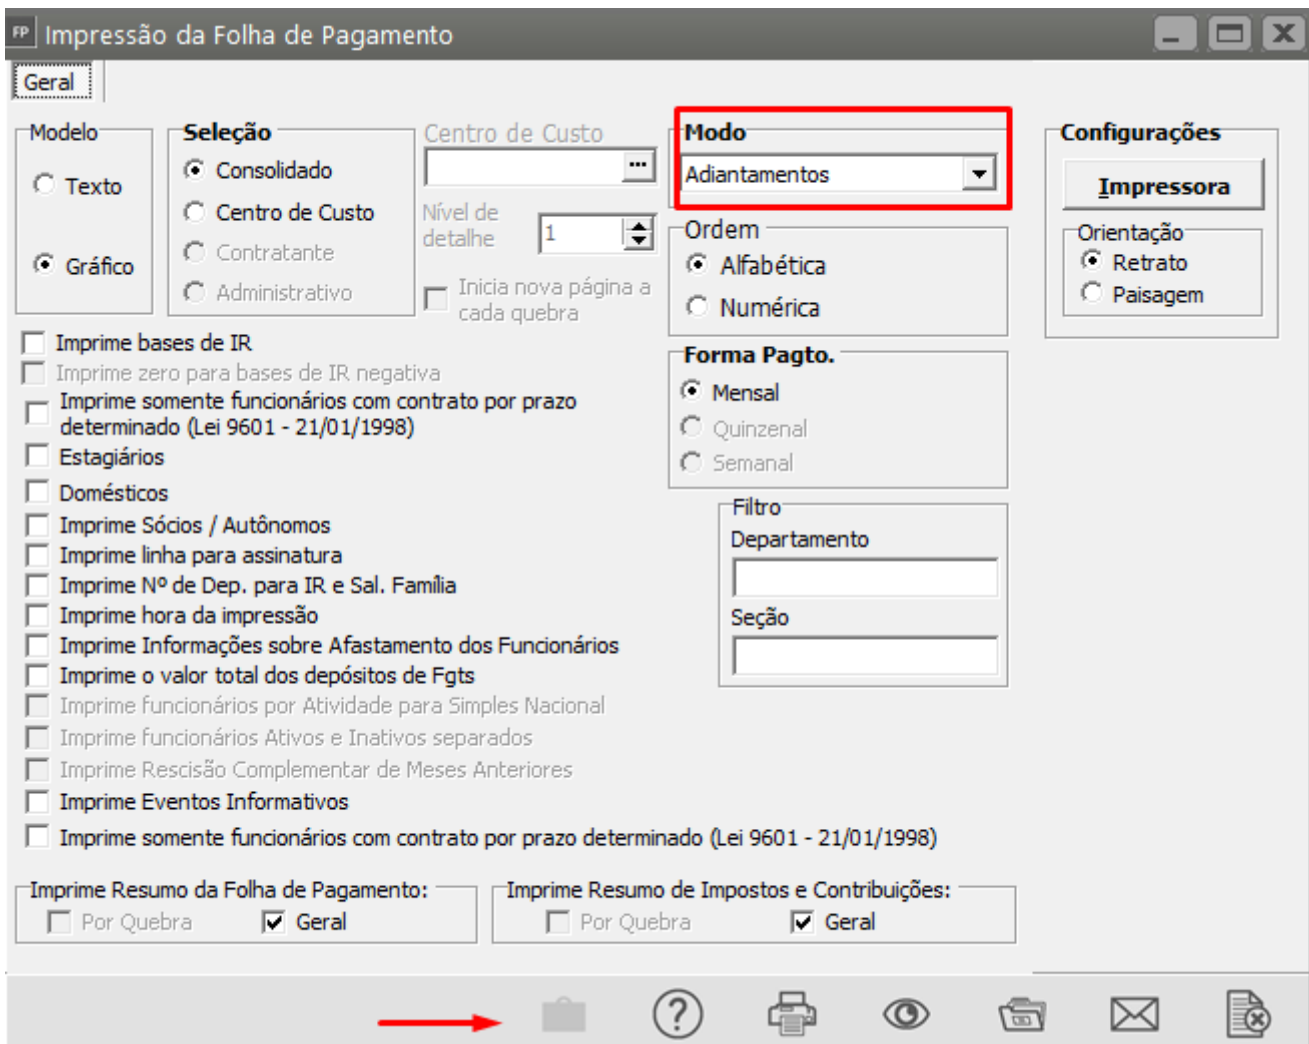 FP Impressão da Folha de Pagamento
Geral
Modelo
Texto
Gráfico
Seleção
Consolidado
Centro de Custo
Contratante
Administrativo
Centro de Custo
...
Nível de
detalhe
1
Inicia nova página a
cada quebra
Modo
Adiantamentos
Ordem
Alfabética
Numérica
Forma Pagto.
Mensal
Quinzenal
Semanal
Filtro
Departamento
Seção
Configurações
Impressora
Orientação
Retrato
Paisagem
Imprime bases de IR
Imprime zero para bases de IR negativa
Imprime somente funcionários com contrato por prazo
determinado (Lei 9601 - 21/01/1998)
Estagiários
Domésticos
Imprime Sócios / Autônomos
Imprime linha para assinatura
Imprime Nº de Dep. para IR e Sal. Família
Imprime hora da impressão
Imprime Informações sobre Afastamento dos Funcionários
Imprime o valor total dos depósitos de Fgts
Imprime funcionários por Atividade para Simples Nacional
Imprime funcionários Ativos e Inativos separados
Imprime Rescisão Complementar de Meses Anteriores
Imprime Eventos Informativos
Imprime somente funcionários com contrato por prazo determinado (Lei 9601 - 21/01/1998)
Imprime Resumo da Folha de Pagamento:
Por Quebra
Geral
Imprime Resumo de Impostos e Contribuições:
Por Quebra
Geral